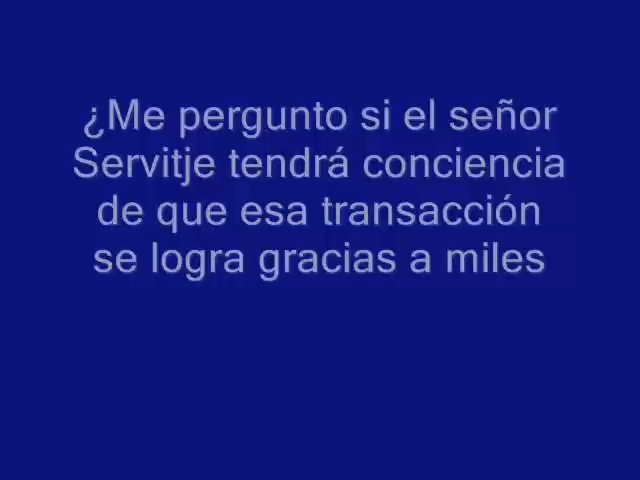 ¿Me pergunto si el señor
Servitje tendrá conciencia
de que esa transacción
se logra gracias a miles